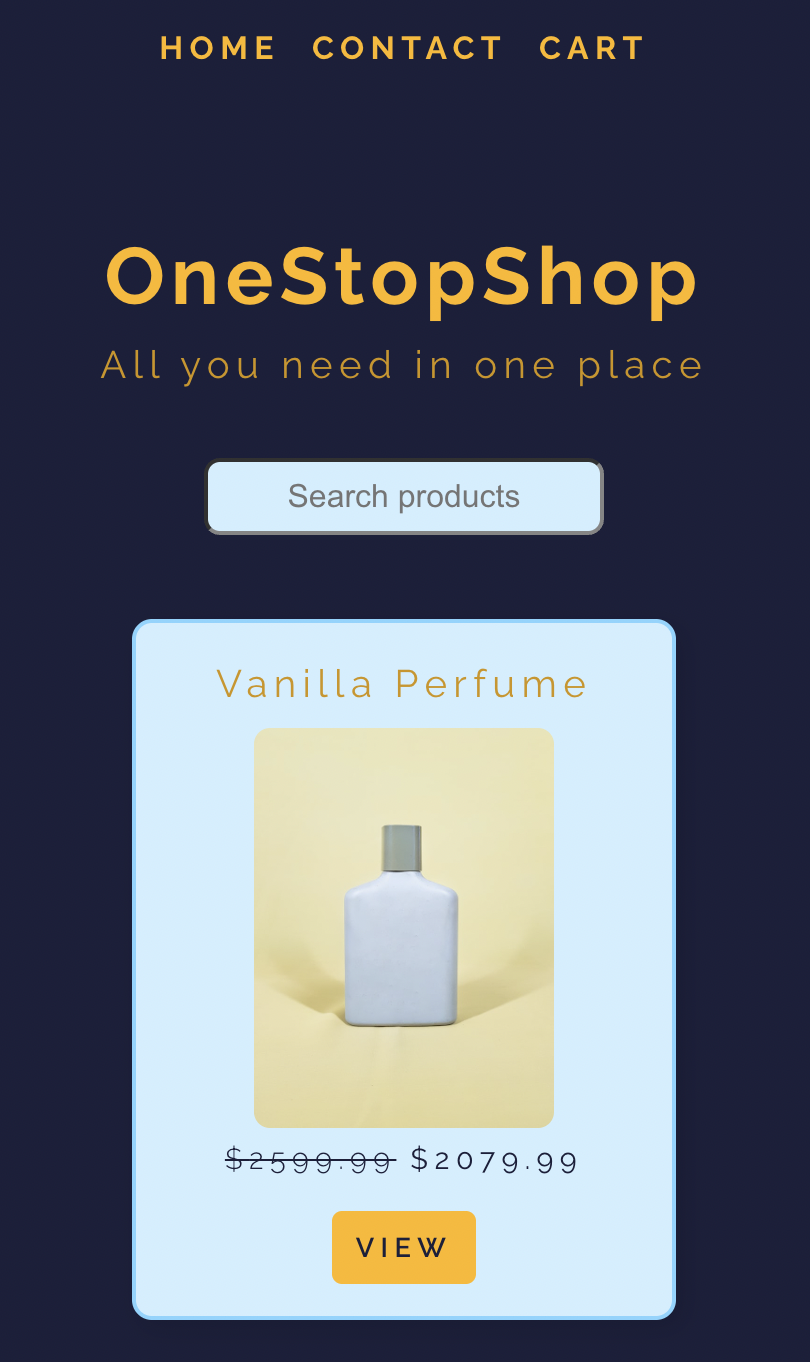 HOME CONTACT CART
OneStopShop
All you need in one place
Search products
Vanilla Perfume
$2599.99 $2079.99
VIEW